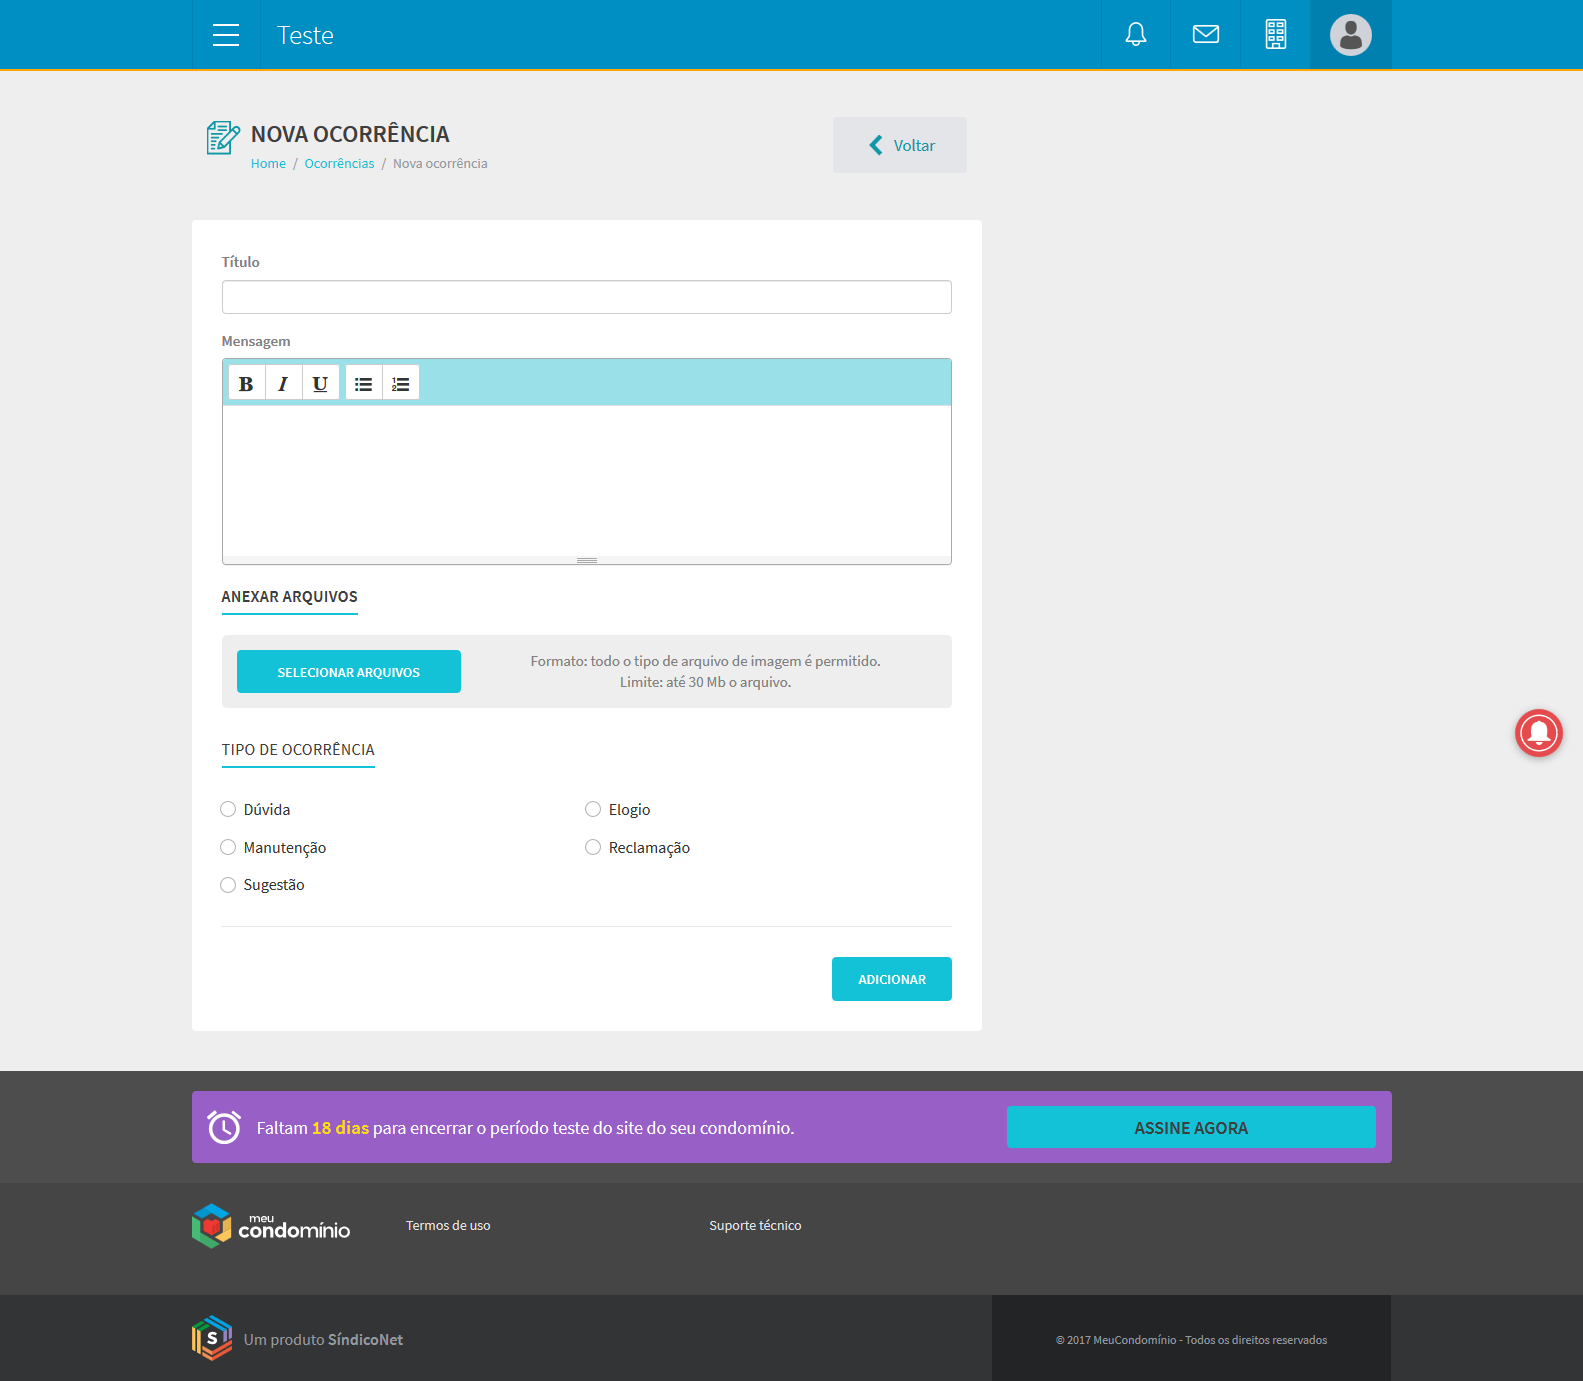 Teste
NOVA OCORRÊNCIA
Home / Ocorrências / Nova ocorrência
Voltar
Título
Mensagem
B I U
ANEXAR ARQUIVOS
SELECIONAR ARQUIVOS
Formato: todo o tipo de arquivo de imagem é permitido.
Limite: até 30 Mb o arquivo.
TIPO DE OCORRÊNCIA
Dúvida
Elogio
Manutenção
Reclamação
Sugestão
ADICIONAR
Faltam 18 dias para encerrar o período teste do site do seu condomínio.
ASSINE AGORA
meu
condomínio
Termos de uso
Suporte técnico
S
Um produto SíndicoNet
© 2017 MeuCondomínio - Todos os direitos reservados